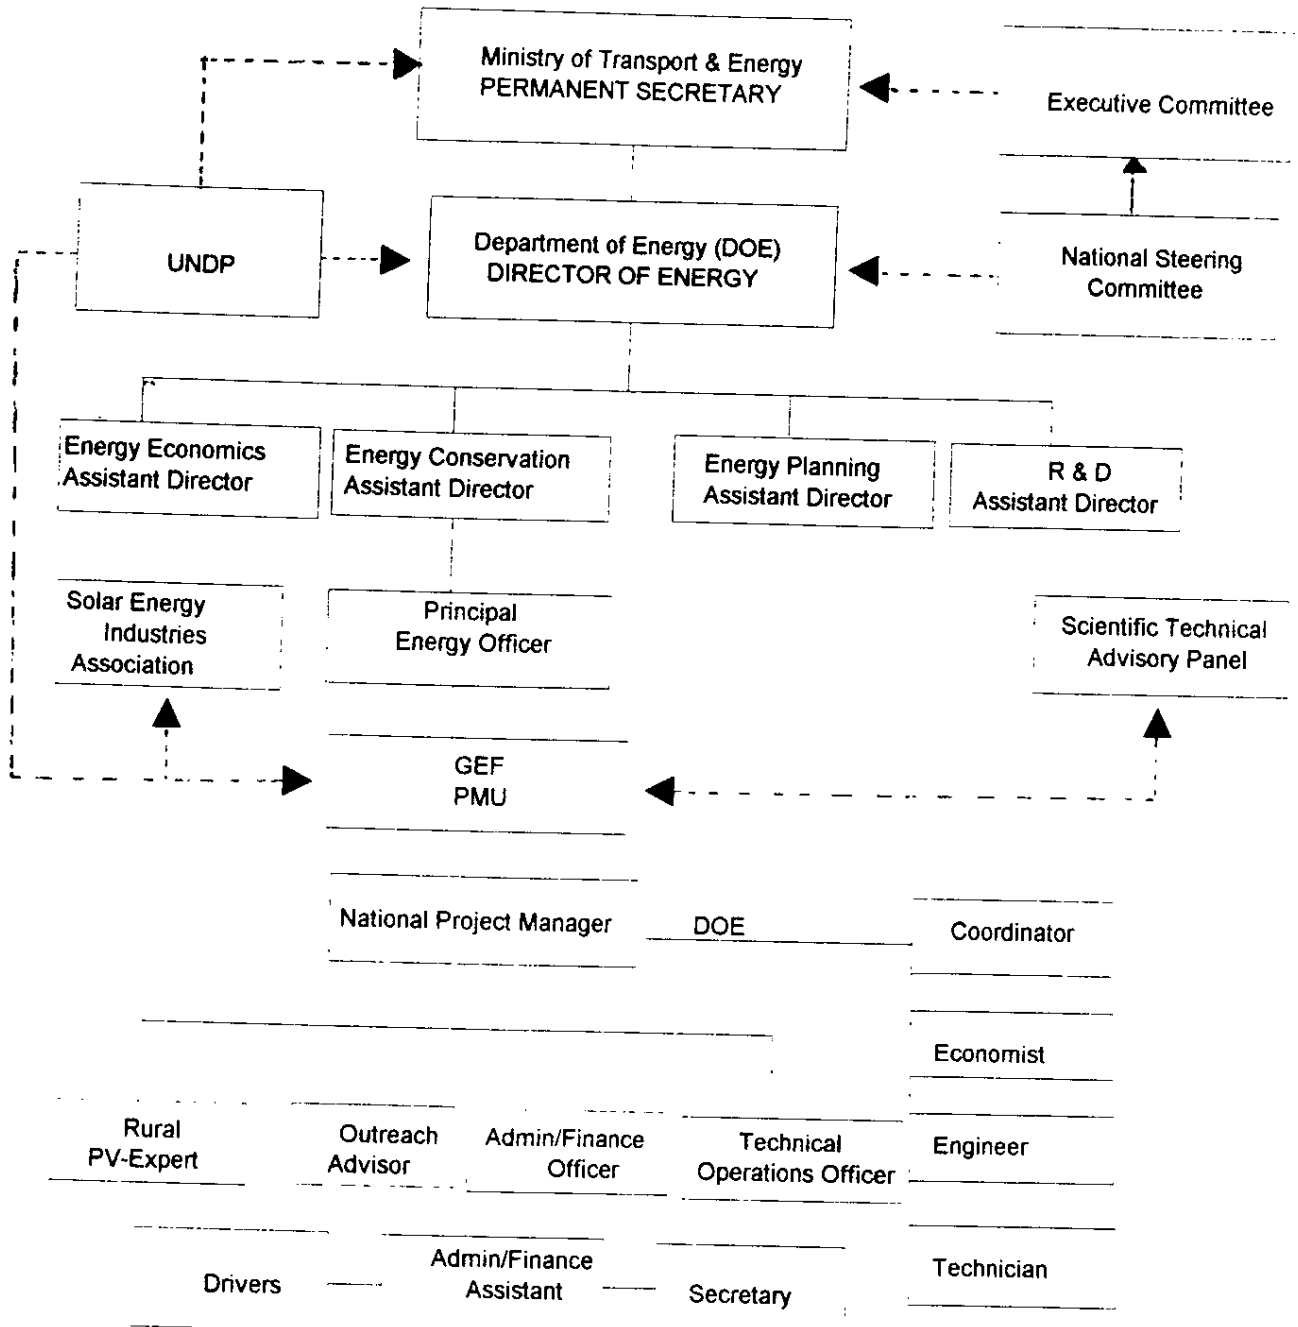 Ministry of Transport & Energy
PERMANENT SECRETARY
Executive Committee
UNDP
Department of Energy (DOE)
DIRECTOR OF ENERGY
National Steering
Committee
Energy Economics
Assistant Director
Energy Conservation
Assistant Director
Energy Planning
Assistant Director
R & D
Assistant Director
Solar Energy
Industries
Association
Principal
Energy Officer
Scientific Technical
Advisory Panel
GEF
PMU
National Project Manager
DOE
Coordinator
Economist
Rural
PV-Expert
Outreach
Advisor
Admin/Finance
Officer
Technical
Operations Officer
Engineer
Drivers
Admin/Finance
Assistant
Secretary
Technician